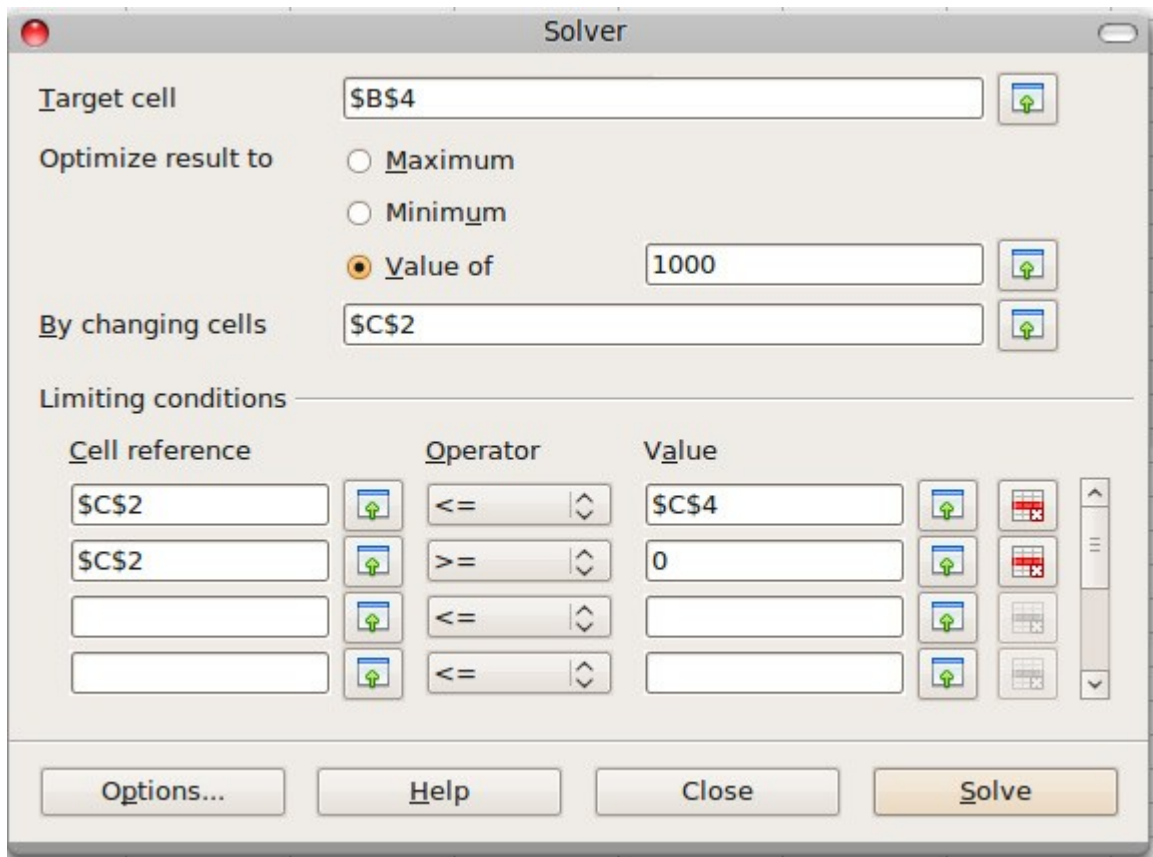 Solver
Target cell $B$4
Optimize result to Maximum
Minimum
Value of 1000
By changing cells $C$2
Limiting conditions
Cell reference Operator Value
$C$2 <= $C$4
$C$2 >= 0
<=
<=
Options... Help Close Solve